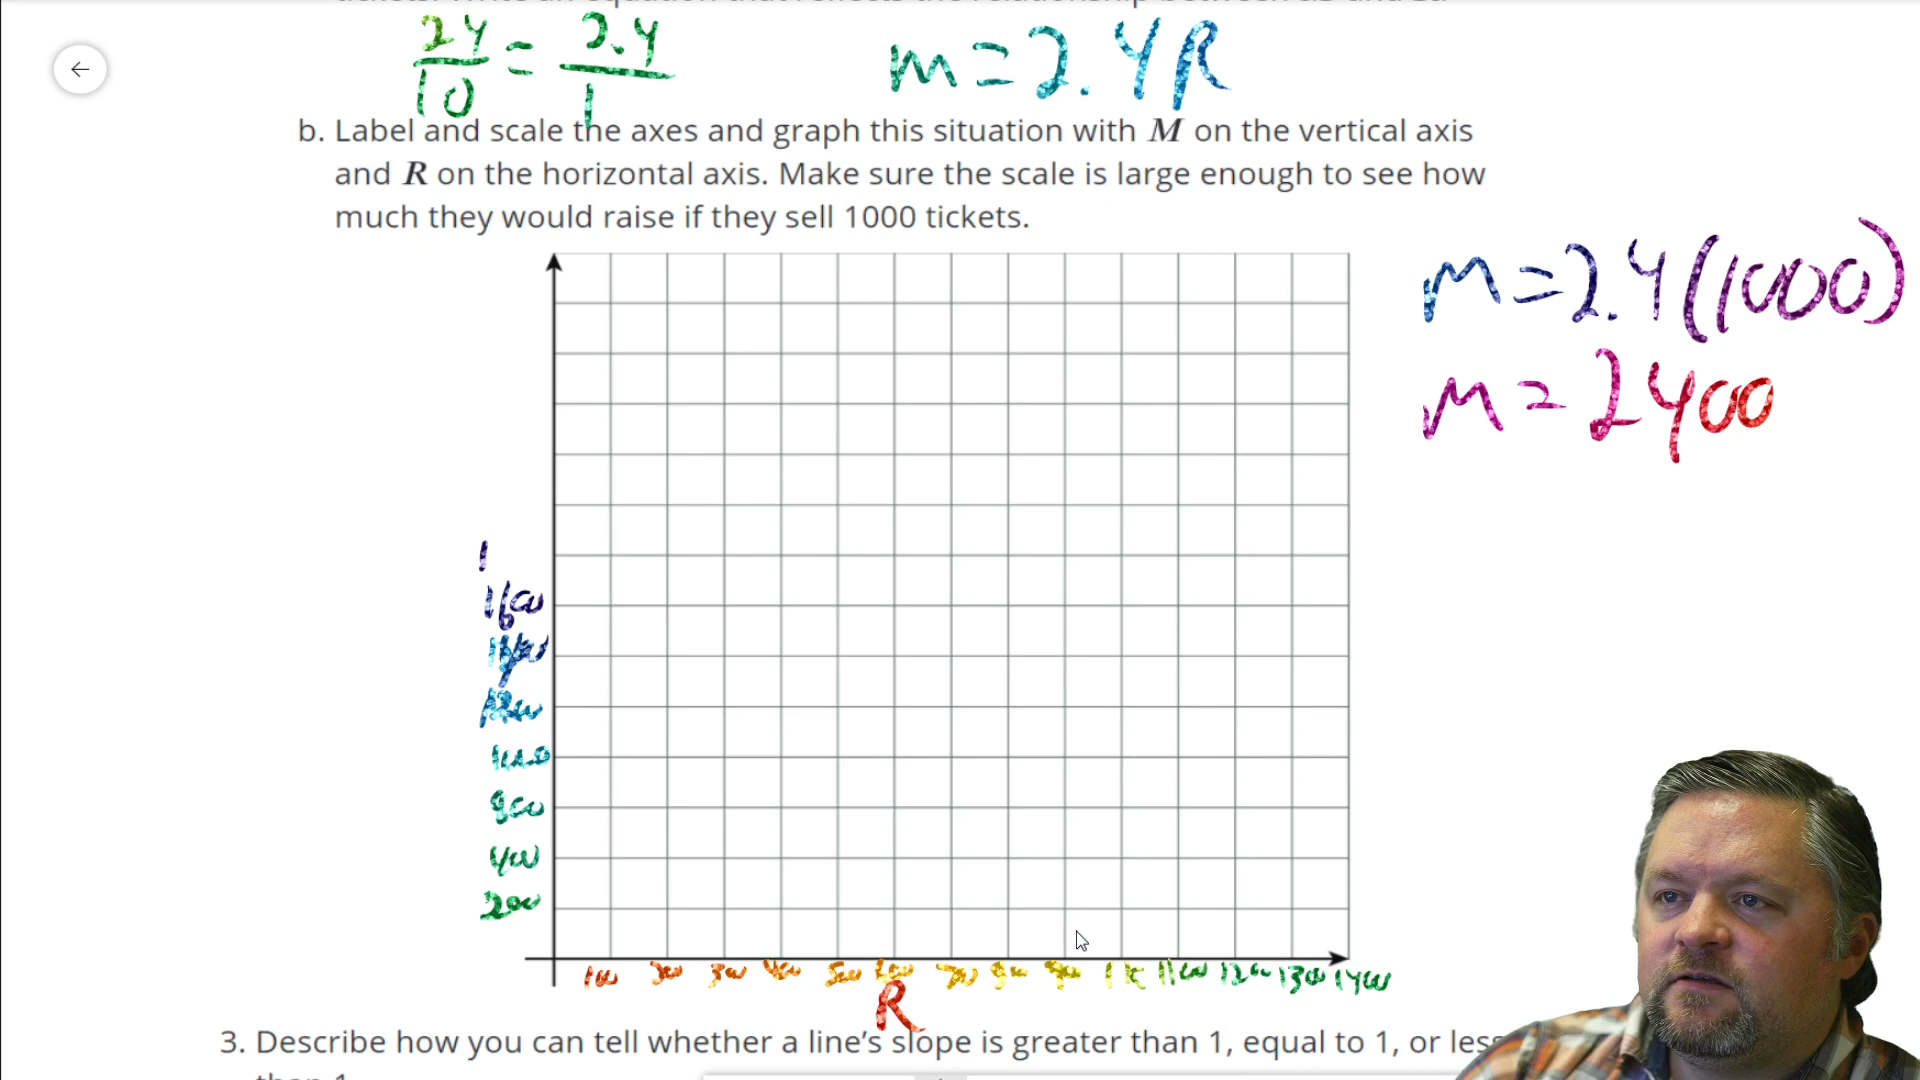 24/10 = 2.4/1 m = 2.4R
b. Label and scale the axes and graph this situation with M on the vertical axis
and R on the horizontal axis. Make sure the scale is large enough to see how
much they would raise if they sell 1000 tickets.
m = 2.4(1000)
m = 2400
1
1600
1400
1200
1000
800
400
200
100 200 300 400 500 600 700 800 900 1K 1100 1200 1300 1400
R
3. Describe how you can tell whether a line's slope is greater than 1, equal to 1, or less
than 1